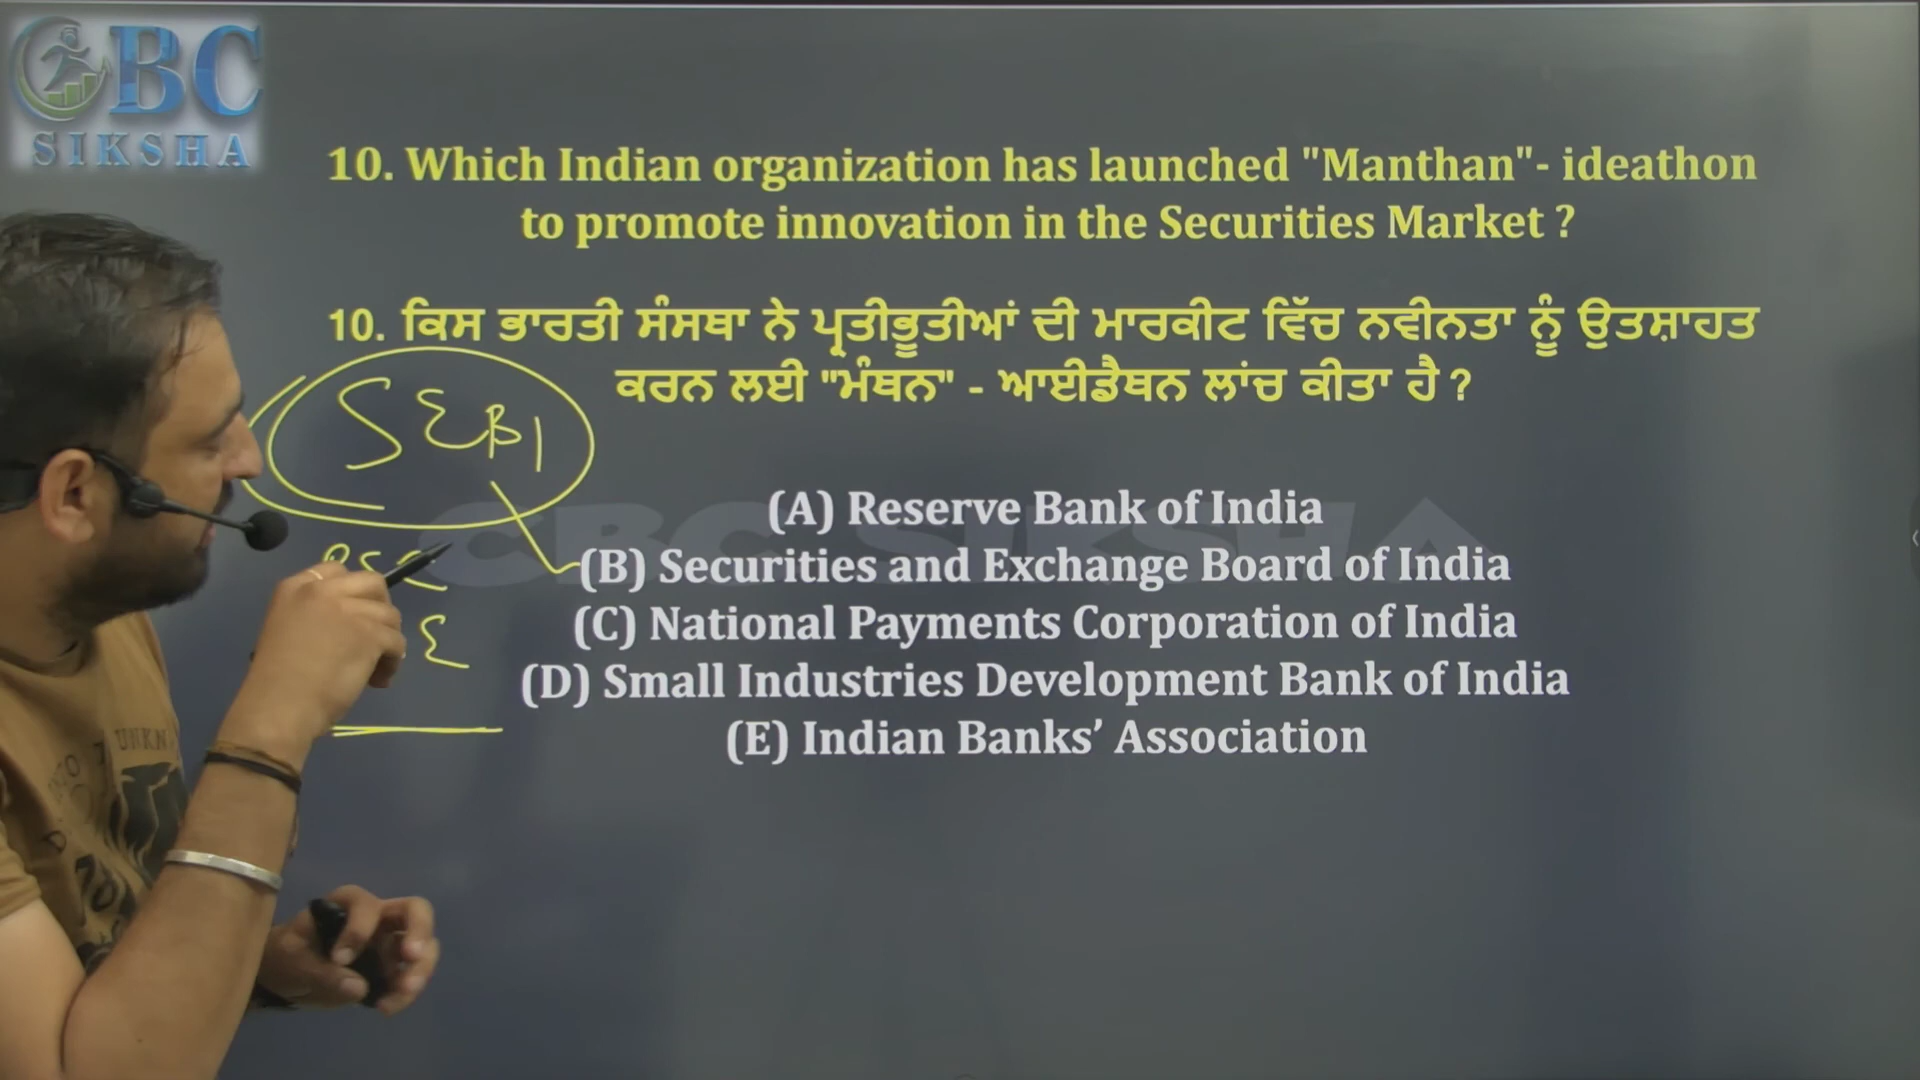 CBC
SIKSHA
10. Which Indian organization has launched "Manthan"- ideathon
to promote innovation in the Securities Market ?
10. ਕਿਸ ਭਾਰਤੀ ਸੰਸਥਾ ਨੇ ਪ੍ਰਤੀਭੂਤੀਆਂ ਦੀ ਮਾਰਕੀਟ ਵਿੱਚ ਨਵੀਨਤਾ ਨੂੰ ਉਤਸ਼ਾਹਤ
ਕਰਨ ਲਈ "ਮੰਥਨ" - ਆਈਡੈਥਨ ਲਾਂਚ ਕੀਤਾ ਹੈ ?
SEBI
CBC SIKSHA
(A) Reserve Bank of India
(B) Securities and Exchange Board of India
(C) National Payments Corporation of India
(D) Small Industries Development Bank of India
(E) Indian Banks’ Association